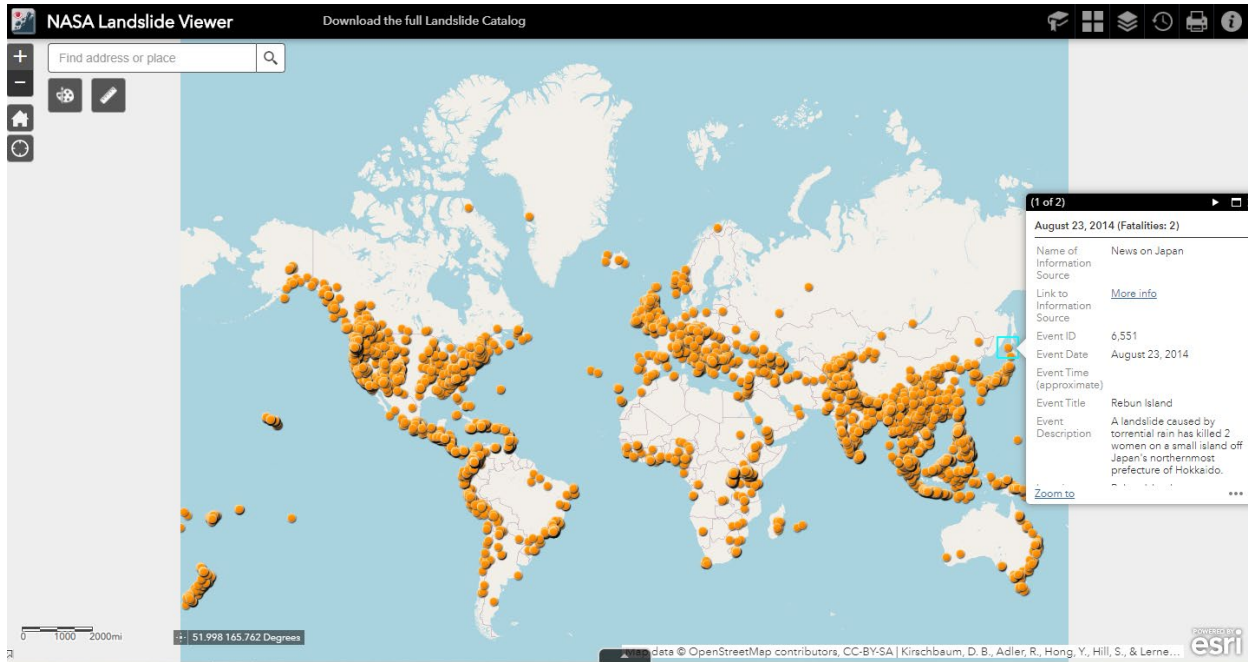 NASA Landslide Viewer
Download the full Landslide Catalog
Find address or place
(1 of 2)
August 23, 2014 (Fatalities: 2)
Name of
Information
Source
News on Japan
Link to
Information
Source
More info
Event ID
6,551
Event Date
August 23, 2014
Event Time
(approximate)
Event Title
Rebun Island
Event
Description
A landslide caused by
torrential rain has killed 2
women on a small island off
Japan's northernmost
prefecture of Hokkaido.
Zoom to
0 1000 2000mi
51.998 165.762 Degrees
data © OpenStreetMap contributors, CC-BY-SA | Kirschbaum, D. B., Adler, R., Hong, Y., Hill, S., & Lerne...
POWERED BY
esri